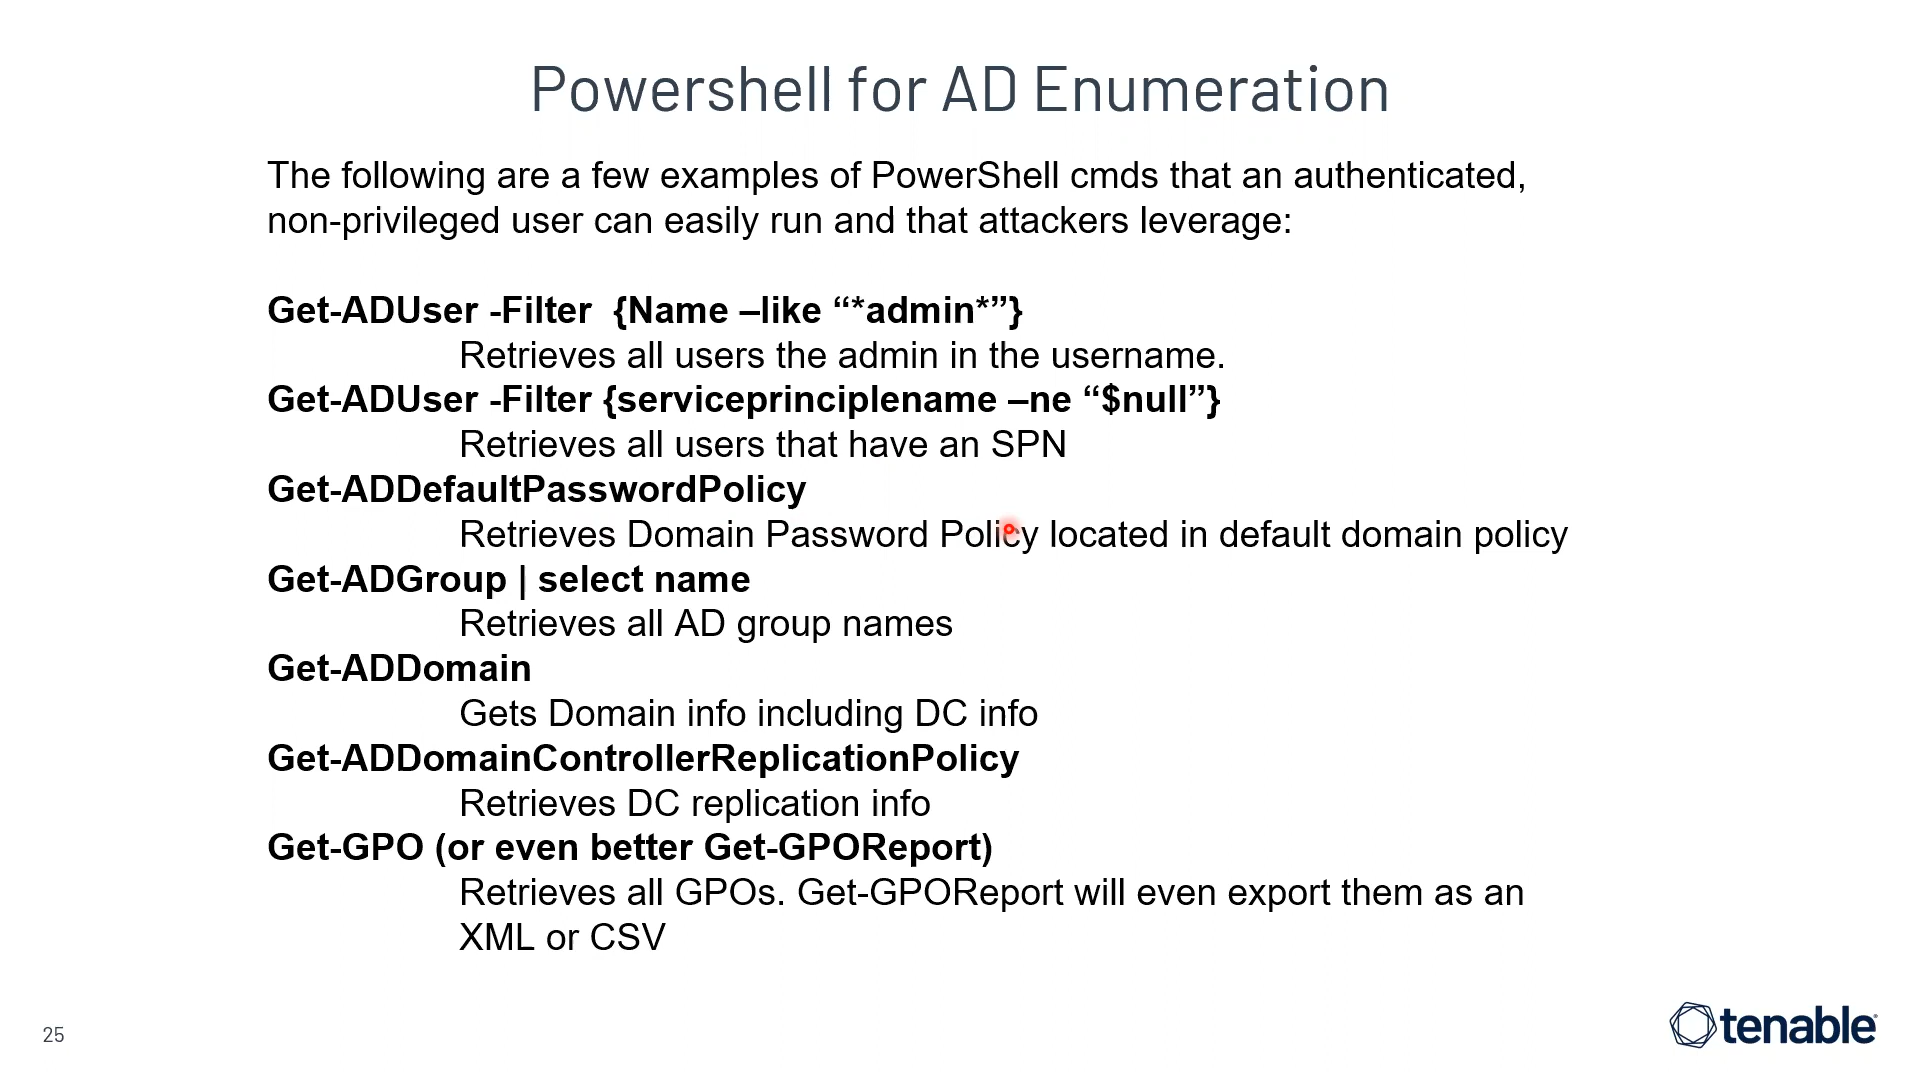 Powershell for AD Enumeration
The following are a few examples of PowerShell cmds that an authenticated,
non-privileged user can easily run and that attackers leverage:
Get-ADUser -Filter  {Name –like “*admin*”}
Retrieves all users the admin in the username.
Get-ADUser -Filter {serviceprinciplename –ne “$null”}
Retrieves all users that have an SPN
Get-ADDefaultPasswordPolicy
Retrieves Domain Password Policy located in default domain policy
Get-ADGroup | select name
Retrieves all AD group names
Get-ADDomain
Gets Domain info including DC info
Get-ADDomainControllerReplicationPolicy
Retrieves DC replication info
Get-GPO (or even better Get-GPOReport)
Retrieves all GPOs. Get-GPOReport will even export them as an
XML or CSV
25
tenable